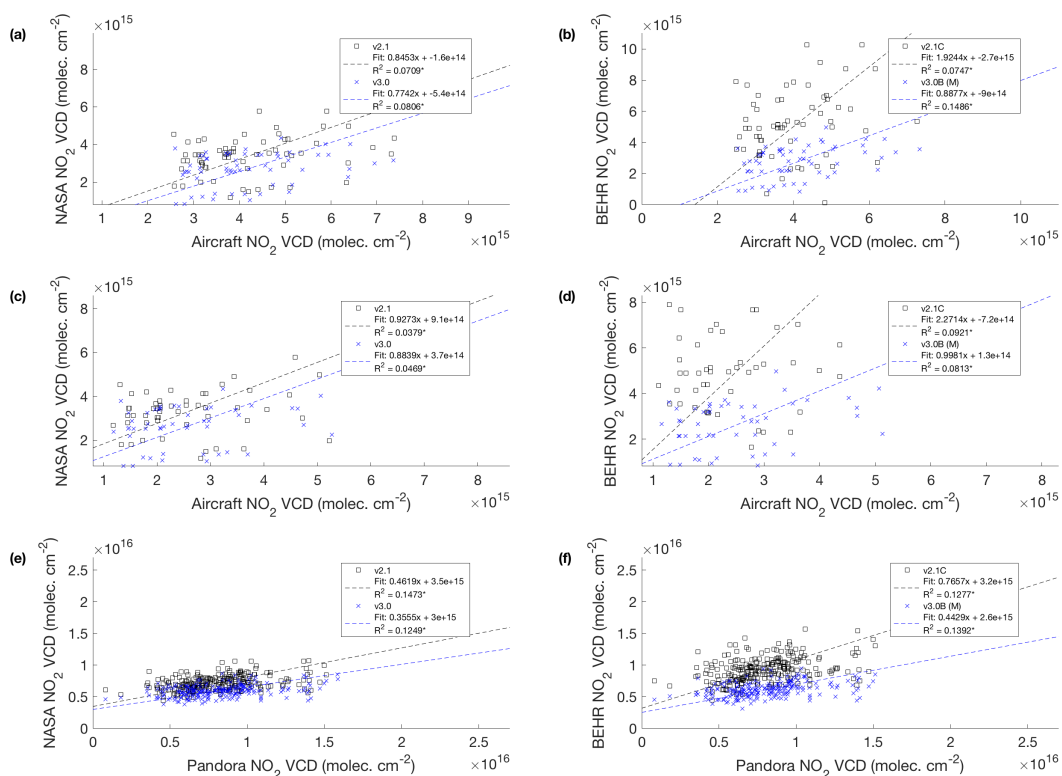 (a)
×10^15
8
6
4
2
NASA NO2 VCD (molec. cm^-2)
v2.1
Fit: 0.8453x + -1.6e+14
R^2 = 0.0709*
v3.0
Fit: 0.7742x + -5.4e+14
R^2 = 0.0806*
1 2 3 4 5 6 7 8 9
Aircraft NO2 VCD (molec. cm^-2)
×10^15
(b)
×10^15
10
8
6
4
2
0
BEHR NO2 VCD (molec. cm^-2)
v2.1C
Fit: 1.9244x + -2.7e+15
R^2 = 0.0747*
v3.0B (M)
Fit: 0.8877x + -9e+14
R^2 = 0.1486*
0 2 4 6 8 10
Aircraft NO2 VCD (molec. cm^-2)
×10^15
(c)
×10^15
8
6
4
2
NASA NO2 VCD (molec. cm^-2)
v2.1
Fit: 0.9273x + 9.1e+14
R^2 = 0.0379*
v3.0
Fit: 0.8839x + 3.7e+14
R^2 = 0.0469*
1 2 3 4 5 6 7 8
Aircraft NO2 VCD (molec. cm^-2)
×10^15
(d)
×10^15
8
6
4
2
BEHR NO2 VCD (molec. cm^-2)
v2.1C
Fit: 2.2714x + -7.2e+14
R^2 = 0.0921*
v3.0B (M)
Fit: 0.9981x + 1.3e+14
R^2 = 0.0813*
1 2 3 4 5 6 7 8
Aircraft NO2 VCD (molec. cm^-2)
×10^15
(e)
×10^16
2.5
2
1.5
1
0.5
0
NASA NO2 VCD (molec. cm^-2)
v2.1
Fit: 0.4619x + 3.5e+15
R^2 = 0.1473*
v3.0
Fit: 0.3555x + 3e+15
R^2 = 0.1249*
0 0.5 1 1.5 2 2.5
Pandora NO2 VCD (molec. cm^-2)
×10^16
(f)
×10^16
2.5
2
1.5
1
0.5
0
BEHR NO2 VCD (molec. cm^-2)
v2.1C
Fit: 0.7657x + 3.2e+15
R^2 = 0.1277*
v3.0B (M)
Fit: 0.4429x + 2.6e+15
R^2 = 0.1392*
0 0.5 1 1.5 2 2.5
Pandora NO2 VCD (molec. cm^-2)
×10^16